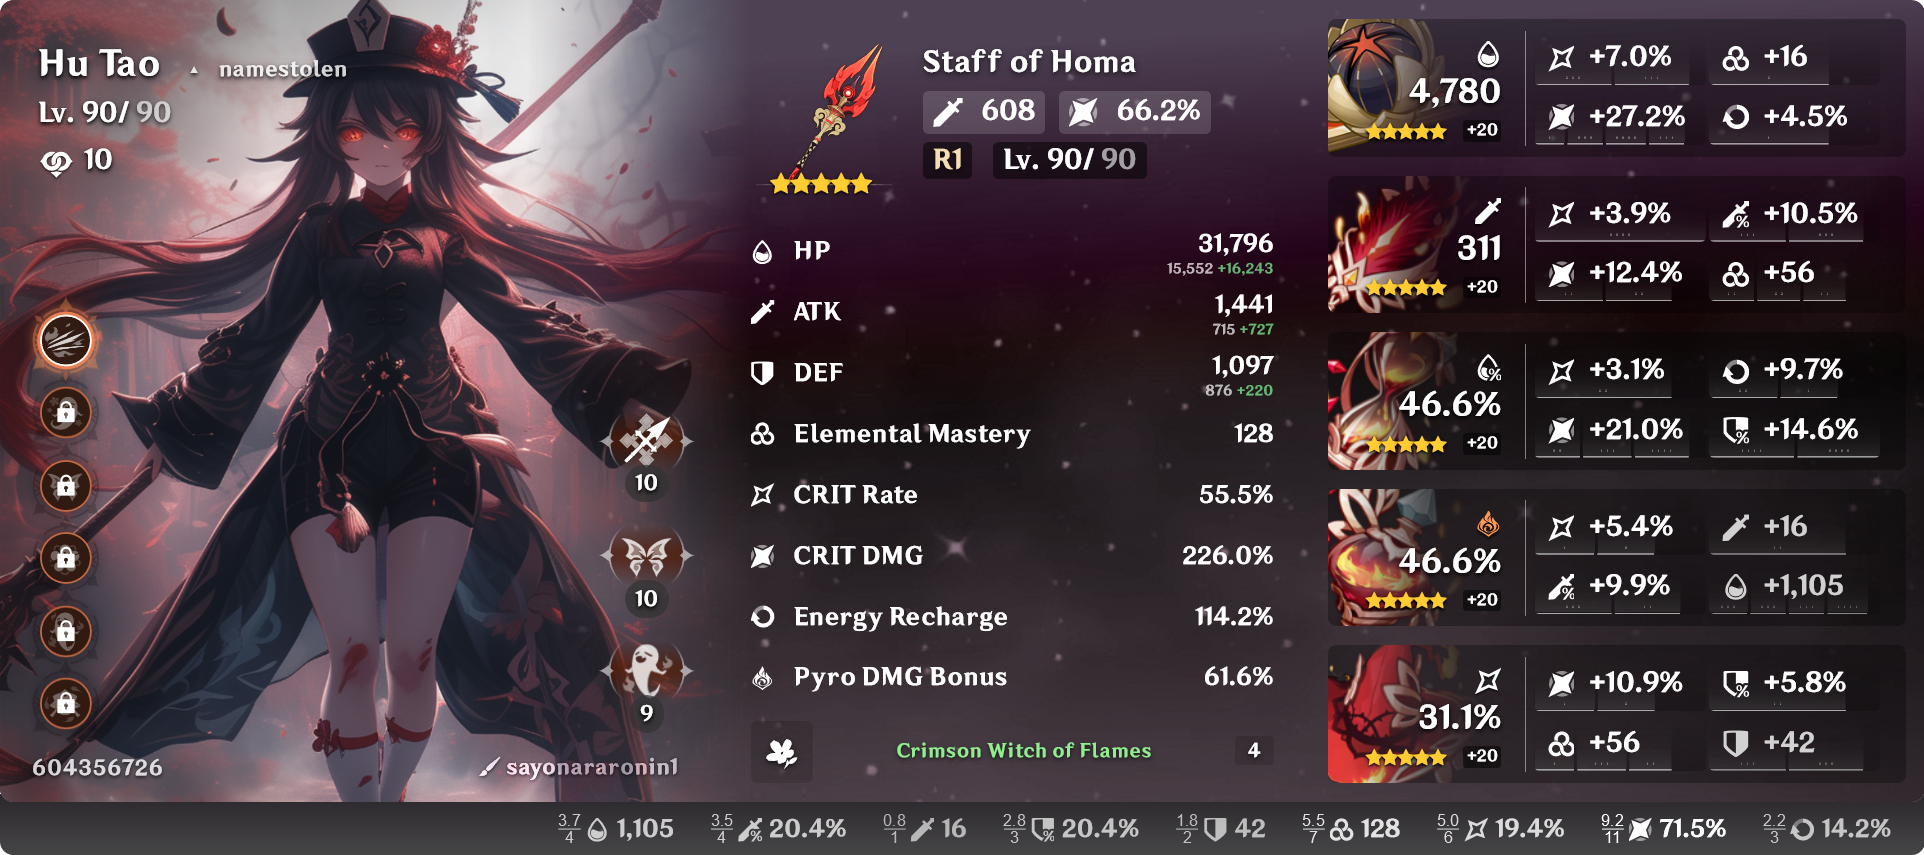 Hu Tao ▲ namestolen
Lv. 90/ 90
10
10
10
9
604356726
sayonararonin1
Staff of Homa
608 66.2%
R1 Lv. 90/ 90
HP 31,796
15,552 +16,243
ATK 1,441
715 +727
DEF 1,097
876 +220
Elemental Mastery 128
CRIT Rate 55.5%
CRIT DMG 226.0%
Energy Recharge 114.2%
Pyro DMG Bonus 61.6%
Crimson Witch of Flames 4
4,780
+20
+7.0% +16
+27.2% +4.5%
311
+20
+3.9% +10.5%
+12.4% +56
46.6%
+20
+3.1% +9.7%
+21.0% +14.6%
46.6%
+20
+5.4% +16
+9.9% +1,105
31.1%
+20
+10.9% +5.8%
+56 +42
3.7/4 1,105 3.5/4 % 20.4% 0.8/1 16 2.8/3 % 20.4% 1.8/2 42 5.5/7 128 5.0/6 19.4% 9.2/11 71.5% 2.2/3 14.2%